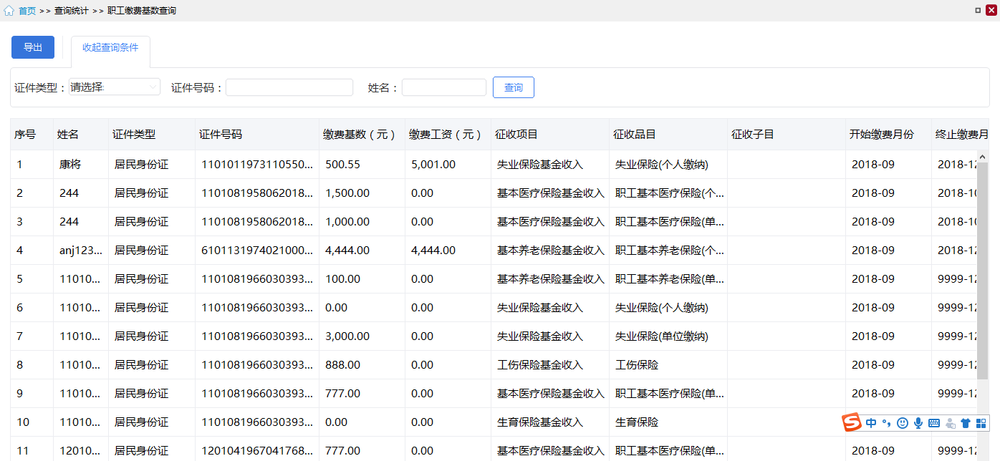 首页 >> 查询统计 >> 职工缴费基数查询
导出 收起查询条件
证件类型： 请选择: 证件号码： 姓名： 查询
序号 姓名 证件类型 证件号码 缴费基数（元） 缴费工资（元） 征收项目 征收品目 征收子目 开始缴费月份 终止缴费月
1 康将 居民身份证 1101011973110550... 500.55 5,001.00 失业保险基金收入 失业保险(个人缴纳) 2018-09 2018-12
2 244 居民身份证 1101081958062018... 1,500.00 0.00 基本医疗保险基金收入 职工基本医疗保险(个... 2018-09 2018-10
3 244 居民身份证 1101081958062018... 1,000.00 0.00 基本医疗保险基金收入 职工基本医疗保险(单... 2018-09 2018-10
4 anj123... 居民身份证 6101131974021000... 4,444.00 4,444.00 基本养老保险基金收入 职工基本养老保险(个... 2018-09 2018-12
5 11010... 居民身份证 1101081966030393... 100.00 0.00 基本养老保险基金收入 职工基本养老保险(单... 2018-09 9999-12
6 11010... 居民身份证 1101081966030393... 0.00 0.00 失业保险基金收入 失业保险(个人缴纳) 2018-09 9999-12
7 11010... 居民身份证 1101081966030393... 3,000.00 0.00 失业保险基金收入 失业保险(单位缴纳) 2018-09 9999-12
8 11010... 居民身份证 1101081966030393... 888.00 0.00 工伤保险基金收入 工伤保险 2018-09 9999-12
9 11010... 居民身份证 1101081966030393... 777.00 0.00 基本医疗保险基金收入 职工基本医疗保险(单... 2018-09 9999-12
10 11010... 居民身份证 1101081966030393... 0.00 0.00 生育保险基金收入 生育保险
中
11 12010... 居民身份证 1201041967041768... 777.00 0.00 基本医疗保险基金收入 职工基本医疗保险(单... 2018-09 9999-12